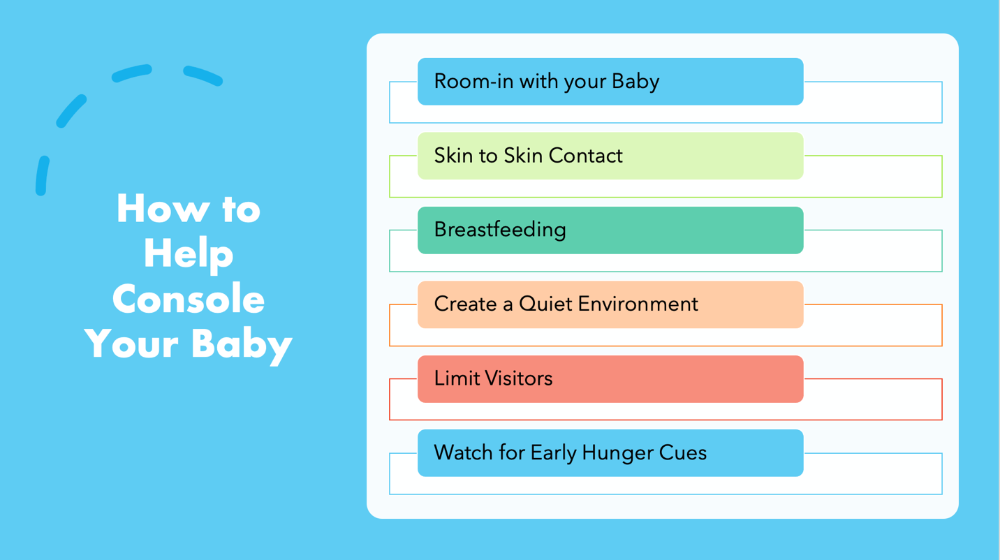 How to
Help
Console
Your Baby
Room-in with your Baby
Skin to Skin Contact
Breastfeeding
Create a Quiet Environment
Limit Visitors
Watch for Early Hunger Cues